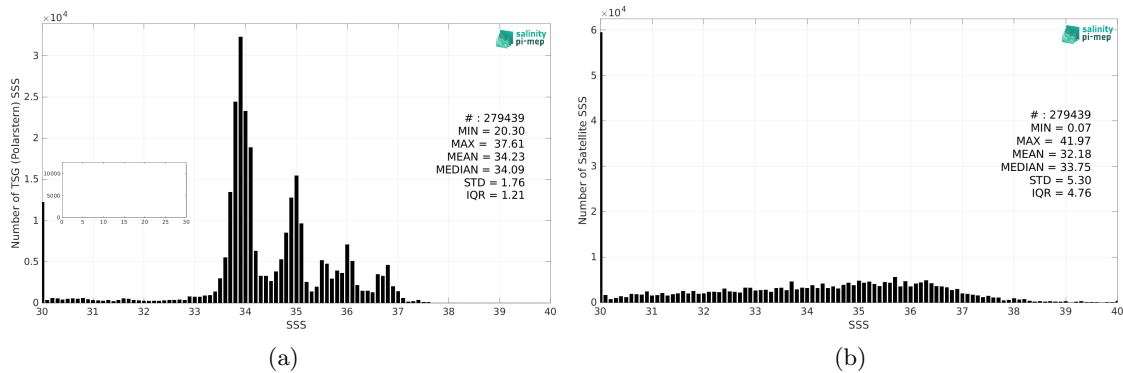 ×10^4
3
2.5
2
1.5
1
0.5
0
Number of TSG (Polarstern) SSS
salinity
pi-mep
# : 279439
MIN = 20.30
MAX = 37.61
MEAN = 34.23
MEDIAN = 34.09
STD = 1.76
IQR = 1.21
10000
5000
0
0 5 10 15 20 25 30
30 31 32 33 34 35 36 37 38 39 40
SSS
(a)
×10^4
6
5
4
3
2
1
0
Number of Satellite SSS
salinity
pi-mep
# : 279439
MIN = 0.07
MAX = 41.97
MEAN = 32.18
MEDIAN = 33.75
STD = 5.30
IQR = 4.76
30 31 32 33 34 35 36 37 38 39 40
SSS
(b)